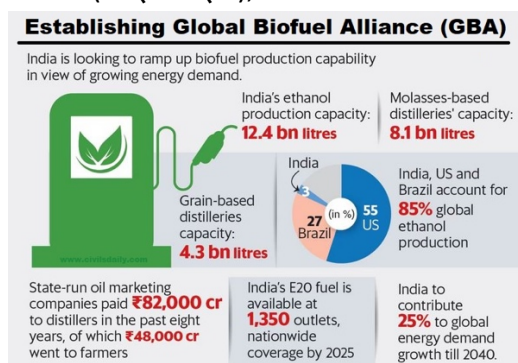 Establishing Global Biofuel Alliance (GBA)
India is looking to ramp up biofuel production capability
in view of growing energy demand.
India's ethanol
production capacity:
12.4 bn litres
Molasses-based
distilleries' capacity:
8.1 bn litres
Grain-based
distilleries
capacity:
4.3 bn litres
India
3
27
Brazil
(in %)
55
US
India, US and
Brazil account for
85% global
ethanol
production
www.civilsdaily.com
State-run oil marketing
companies paid ₹82,000 cr
to distillers in the past eight
years, of which ₹48,000 cr
went to farmers
India's E20 fuel is
available at
1,350 outlets,
nationwide
coverage by 2025
India to
contribute
25% to global
energy demand
growth till 2040.